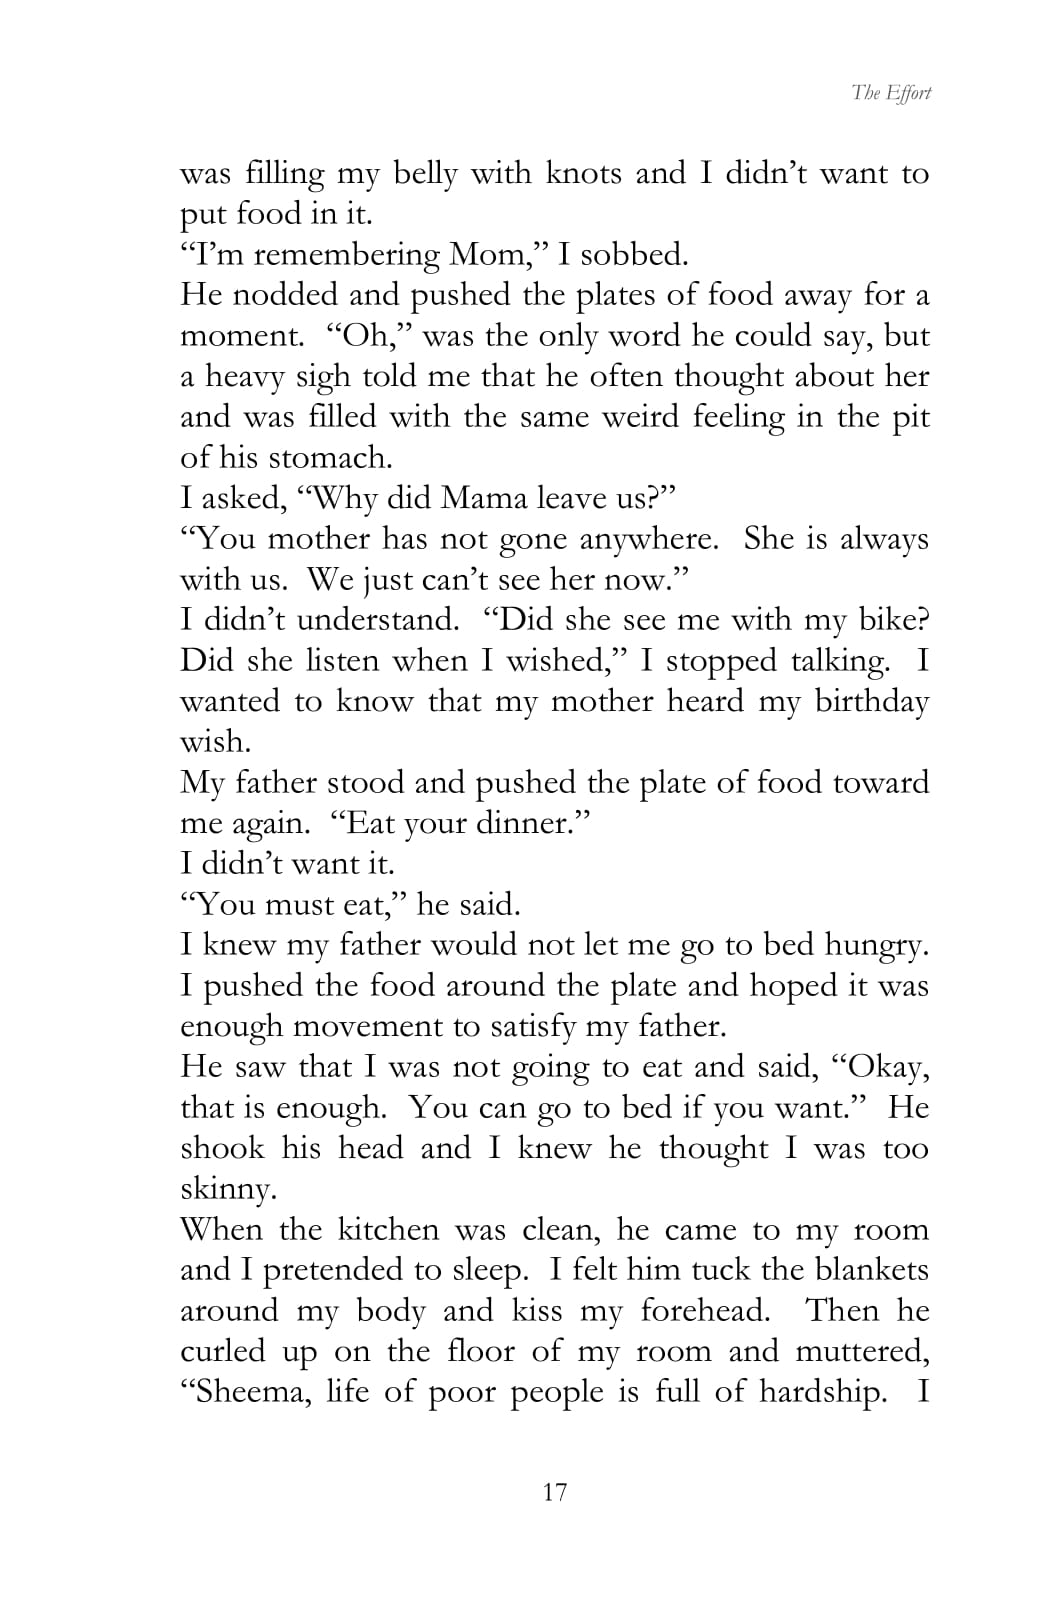 The Effort
was filling my belly with knots and I didn’t want to
put food in it.
“I’m remembering Mom,” I sobbed.
He nodded and pushed the plates of food away for a
moment.  “Oh,” was the only word he could say, but
a heavy sigh told me that he often thought about her
and was filled with the same weird feeling in the pit
of his stomach.
I asked, “Why did Mama leave us?”
“You mother has not gone anywhere.  She is always
with us.  We just can’t see her now.”
I didn’t understand.  “Did she see me with my bike?
Did she listen when I wished,” I stopped talking.  I
wanted to know that my mother heard my birthday
wish.
My father stood and pushed the plate of food toward
me again.  “Eat your dinner.”
I didn’t want it.
“You must eat,” he said.
I knew my father would not let me go to bed hungry.
I pushed the food around the plate and hoped it was
enough movement to satisfy my father.
He saw that I was not going to eat and said, “Okay,
that is enough.  You can go to bed if you want.”  He
shook his head and I knew he thought I was too
skinny.
When the kitchen was clean, he came to my room
and I pretended to sleep.  I felt him tuck the blankets
around my body and kiss my forehead.  Then he
curled up on the floor of my room and muttered,
“Sheema, life of poor people is full of hardship.  I
17